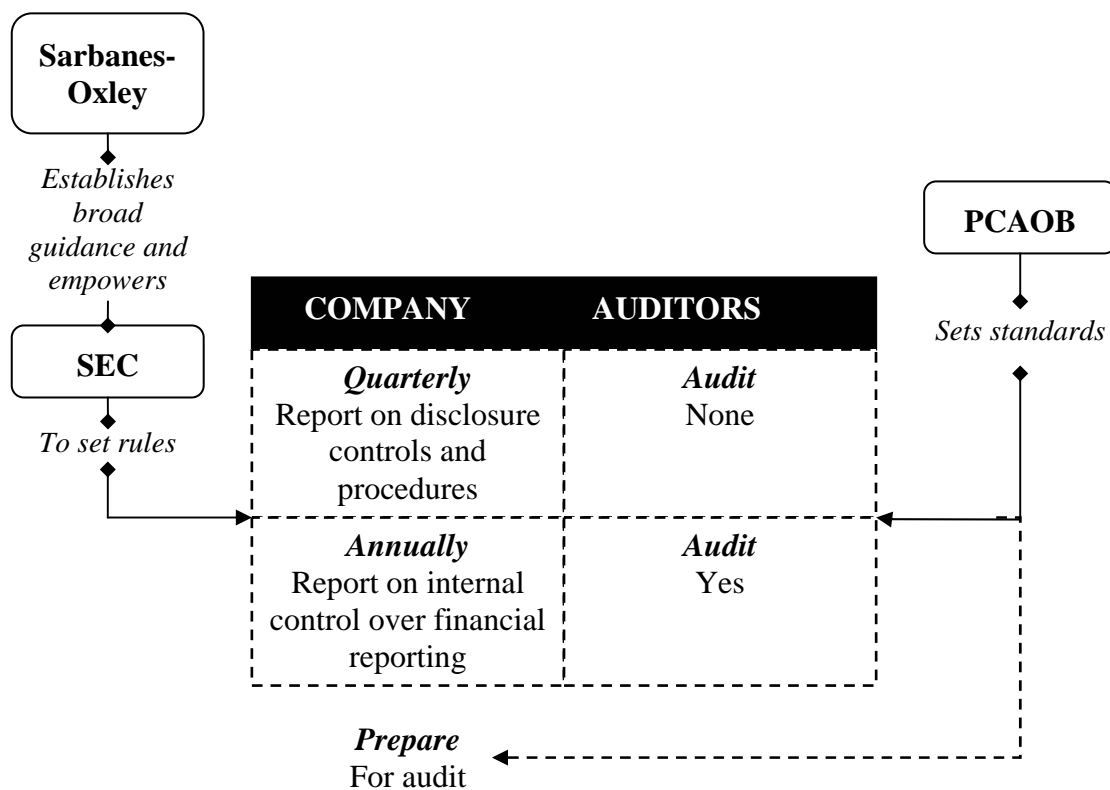 Sarbanes-
Oxley
Establishes
broad
guidance and
empowers
SEC
To set rules
PCAOB
Sets standards
COMPANY AUDITORS
Quarterly
Report on disclosure
controls and
procedures
Audit
None
Annually
Report on internal
control over financial
reporting
Audit
Yes
Prepare
For audit